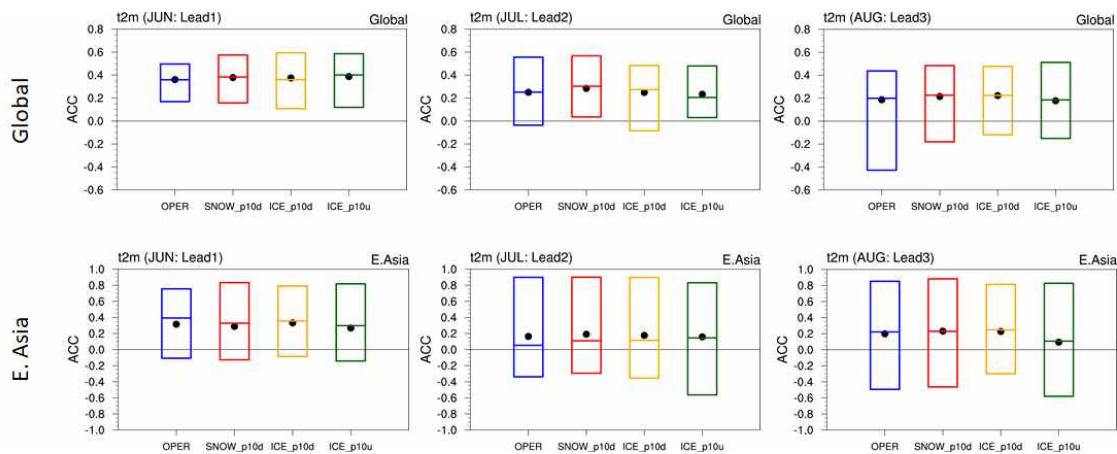 t2m (JUN: Lead1) Global
0.8
0.6
0.4
0.2
0.0
-0.2
-0.4
-0.6
ACC
OPER SNOW_p10d ICE_p10d ICE_p10u
t2m (JUL: Lead2) Global
0.8
0.6
0.4
0.2
0.0
-0.2
-0.4
-0.6
ACC
OPER SNOW_p10d ICE_p10d ICE_p10u
t2m (AUG: Lead3) Global
0.8
0.6
0.4
0.2
0.0
-0.2
-0.4
-0.6
ACC
OPER SNOW_p10d ICE_p10d ICE_p10u
Global
t2m (JUN: Lead1) E.Asia
1.0
0.8
0.6
0.4
0.2
0.0
-0.2
-0.4
-0.6
-0.8
-1.0
ACC
OPER SNOW_p10d ICE_p10d ICE_p10u
t2m (JUL: Lead2) E.Asia
1.0
0.8
0.6
0.4
0.2
0.0
-0.2
-0.4
-0.6
-0.8
-1.0
ACC
OPER SNOW_p10d ICE_p10d ICE_p10u
t2m (AUG: Lead3) E.Asia
1.0
0.8
0.6
0.4
0.2
0.0
-0.2
-0.4
-0.6
-0.8
-1.0
ACC
OPER SNOW_p10d ICE_p10d ICE_p10u
E. Asia